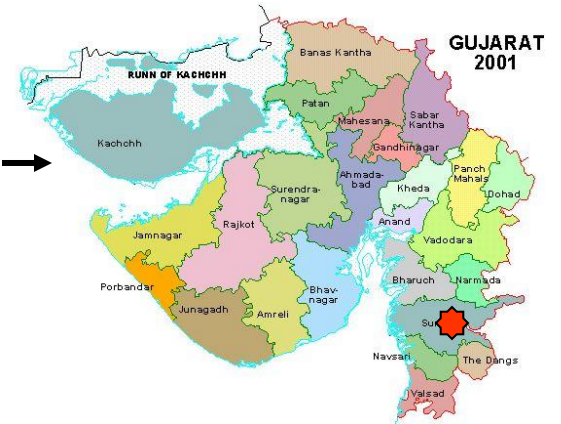 GUJARAT
2001
Banas Kantha
RUNN OF KACHCHH
Patan
Mahesana
Sabar
Kantha
Kachchh
Gandhinagar
Ahmada-
bad
Kheda
Panch
Mahals
Dohad
Surendra-
nagar
Anand
Rajkot
Jamnagar
Vadodara
Bharuch
Narmada
Porbandar
Bhav-
nagar
Junagadh
Amreli
Su
Navsari
The Dangs
Valsad